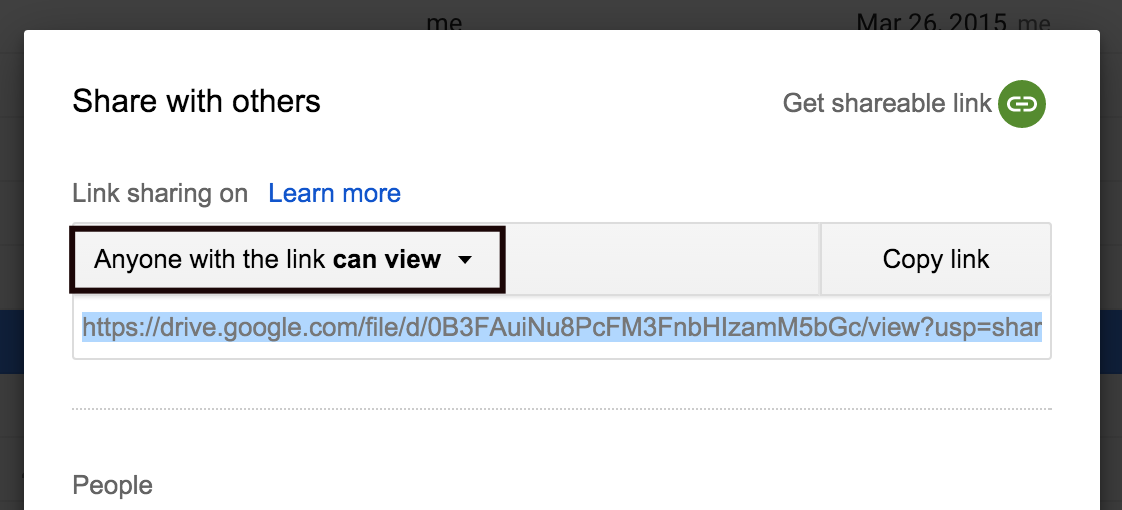 me Mar 26, 2015 me
Share with others Get shareable link
Link sharing on Learn more
Anyone with the link can view Copy link
https://drive.google.com/file/d/0B3FAuiNu8PcFM3FnbHIzamM5bGc/view?usp=shar
People